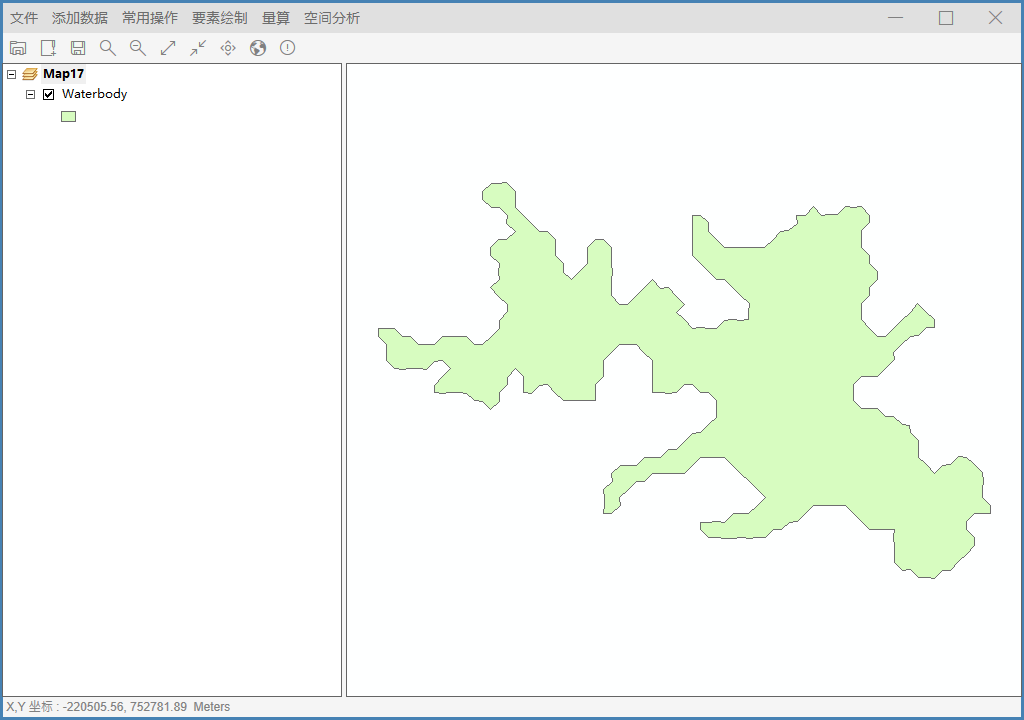 文件 添加数据 常用操作 要素绘制 量算 空间分析
Map17
Waterbody
X,Y 坐标 : -220505.56, 752781.89 Meters